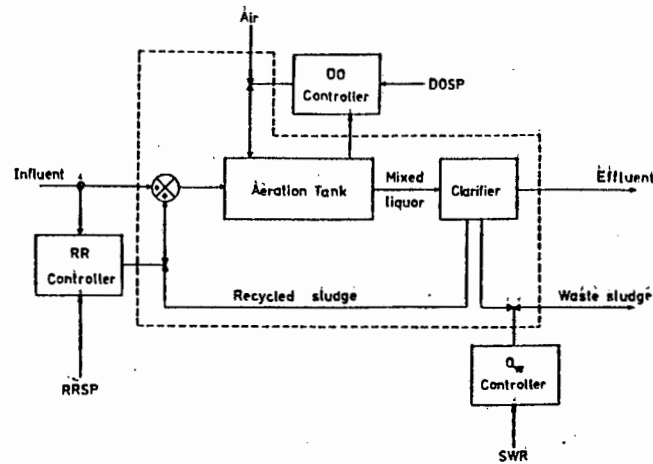 Air
DO
Controller
DOSP
Influent
Aeration Tank
Mixed
liquor
Clarifier
Effluent
RR
Controller
Recycled sludge
Waste sludge
Qw
Controller
RRSP
SWR